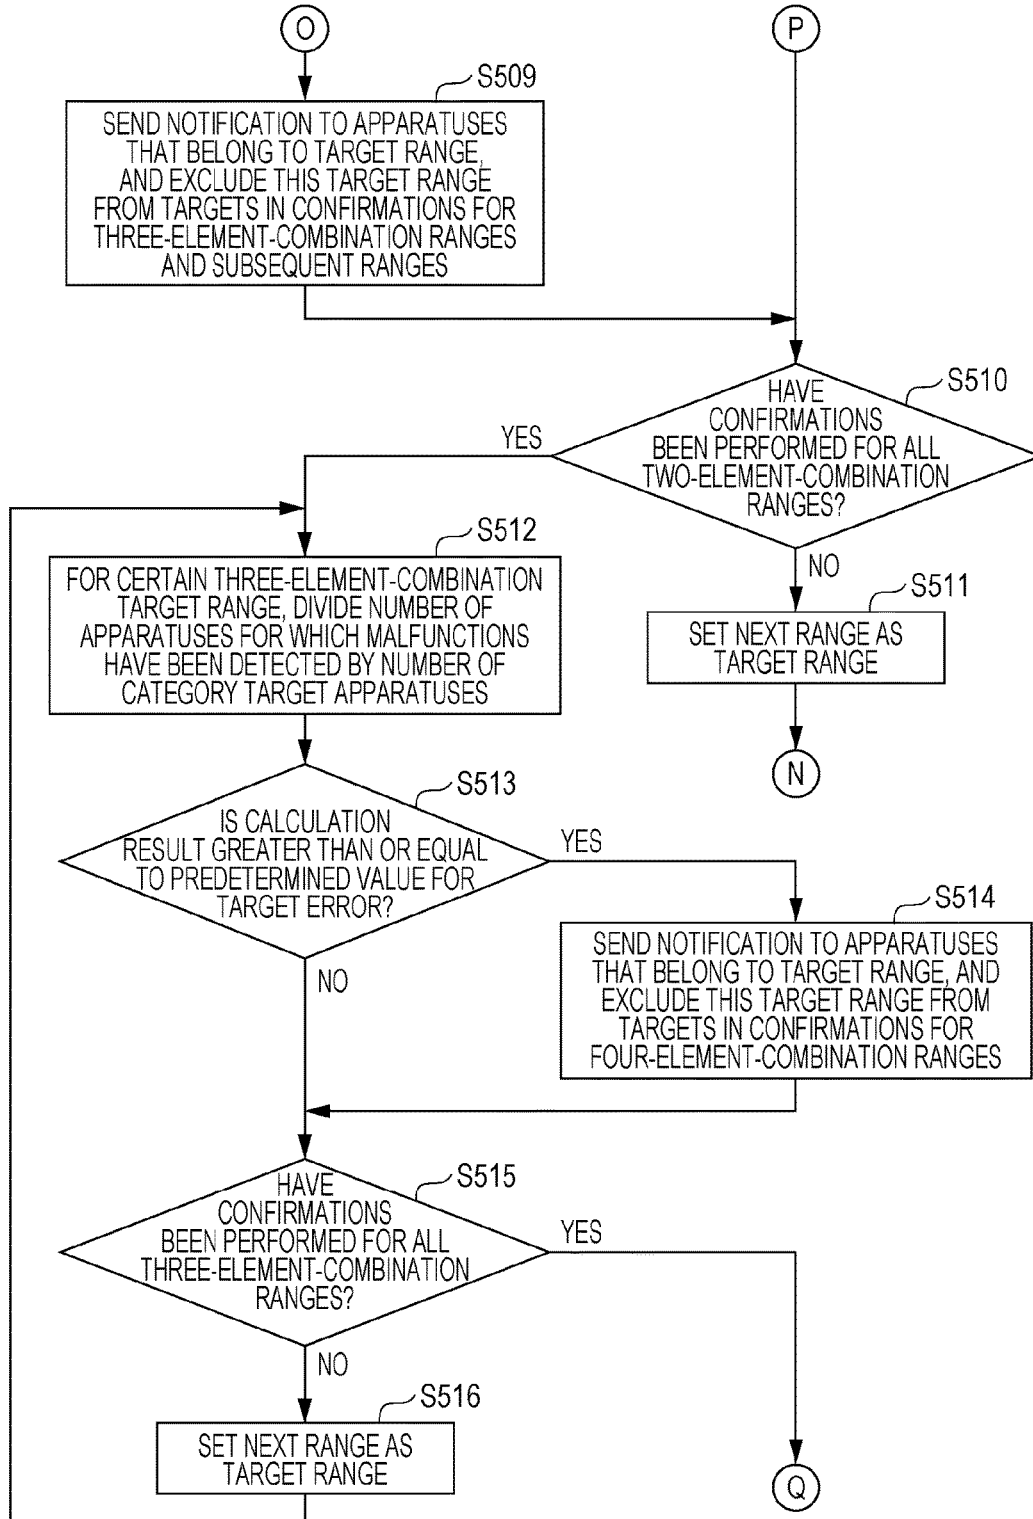 O
P
S509
SEND NOTIFICATION TO APPARATUSES
THAT BELONG TO TARGET RANGE,
AND EXCLUDE THIS TARGET RANGE
FROM TARGETS IN CONFIRMATIONS FOR
THREE-ELEMENT-COMBINATION RANGES
AND SUBSEQUENT RANGES
S510
HAVE
CONFIRMATIONS
BEEN PERFORMED FOR ALL
TWO-ELEMENT-COMBINATION
RANGES?
YES
NO
S511
SET NEXT RANGE AS
TARGET RANGE
N
S512
FOR CERTAIN THREE-ELEMENT-COMBINATION
TARGET RANGE, DIVIDE NUMBER OF
APPARATUSES FOR WHICH MALFUNCTIONS
HAVE BEEN DETECTED BY NUMBER OF
CATEGORY TARGET APPARATUSES
S513
IS CALCULATION
RESULT GREATER THAN OR EQUAL
TO PREDETERMINED VALUE FOR
TARGET ERROR?
YES
NO
S514
SEND NOTIFICATION TO APPARATUSES
THAT BELONG TO TARGET RANGE, AND
EXCLUDE THIS TARGET RANGE FROM
TARGETS IN CONFIRMATIONS FOR
FOUR-ELEMENT-COMBINATION RANGES
S515
HAVE
CONFIRMATIONS
BEEN PERFORMED FOR ALL
THREE-ELEMENT-COMBINATION
RANGES?
YES
NO
S516
SET NEXT RANGE AS
TARGET RANGE
Q